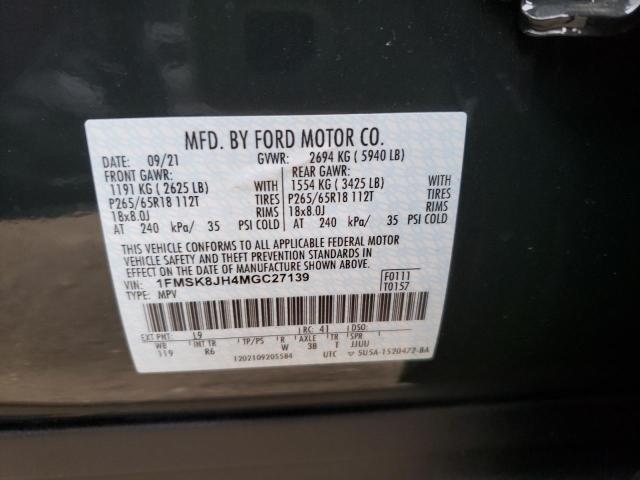 MFD. BY FORD MOTOR CO.
DATE: 09/21 GVWR: 2694 KG ( 5940 LB)
FRONT GAWR: REAR GAWR:
1191 KG ( 2625 LB) WITH 1554 KG ( 3425 LB) WITH
P265/65R18 112T TIRES P265/65R18 112T TIRES
18x8.0J RIMS 18x8.0J RIMS
AT 240 kPa/ 35 PSI COLD AT 240 kPa/ 35 PSI COLD
THIS VEHICLE CONFORMS TO ALL APPLICABLE FEDERAL MOTOR
VEHICLE SAFETY AND THEFT PREVENTION STANDARDS IN
EFFECT ON THE DATE OF MANUFACTURE SHOWN ABOVE.
VIN: 1FMSK8JH4MGC27139 F0111
TYPE: MPV T0157
EXT PNT: J9 RC: 41 DSO:
WB INT TR TP/PS R AXLE TR SPR
119 R6 W 3B T JJUU
1202109205584 UTC 5U5A-1520472-BA